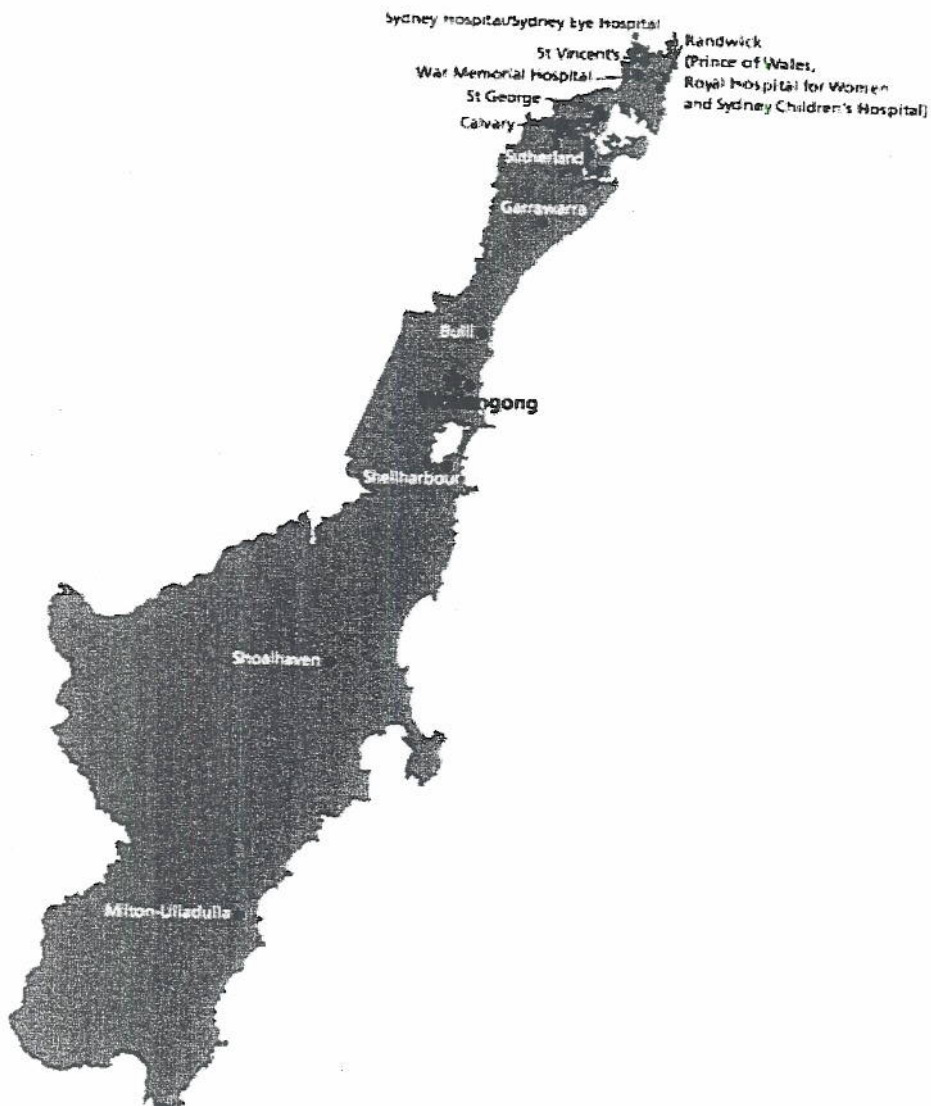 Sydney Hospital/Sydney Eye Hospital
St Vincent's
War Memorial Hospital
St George
Calvary
Randwick
(Prince of Wales,
Royal Hospital for Women
and Sydney Children's Hospital)
Sutherland
Garrawarra
Bulli
gong
Shellharbour
Shoalhaven
Milton-Ulladulla